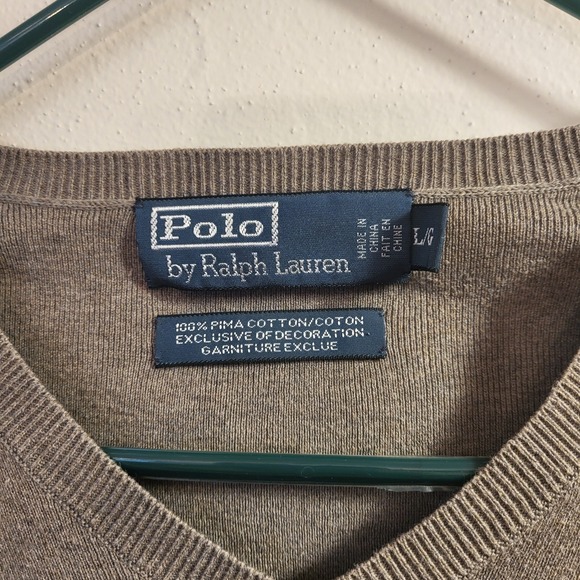 Polo
by Ralph Lauren
MADE IN
CHINA
FAIT EN
CHINE
L/G
100% PIMA COTTON/COTON
EXCLUSIVE OF DECORATION
GARNITURE EXCLUE